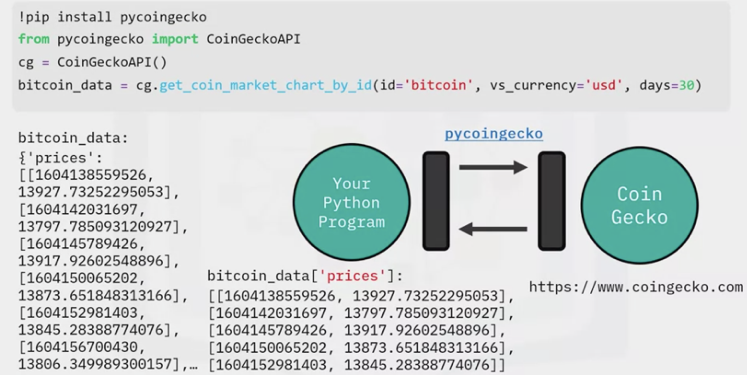 !pip install pycoingecko
from pycoingecko import CoinGeckoAPI
cg = CoinGeckoAPI()
bitcoin_data = cg.get_coin_market_chart_by_id(id='bitcoin', vs_currency='usd', days=30)
bitcoin_data:
{'prices':
[[1604138559526,
13927.73252295053],
[1604142031697,
13797.785093120927],
[1604145789426,
13917.92602548896],
[1604150065202,
13873.651848313166],
[1604152981403,
13845.28388774076],
[1604156700430,
13806.349989300157],…
pycoingecko
Your
Python
Program
Coin
Gecko
https://www.coingecko.com
bitcoin_data['prices']:
[[1604138559526, 13927.73252295053],
[1604142031697, 13797.785093120927],
[1604145789426, 13917.92602548896],
[1604150065202, 13873.651848313166],
[1604152981403, 13845.28388774076]]